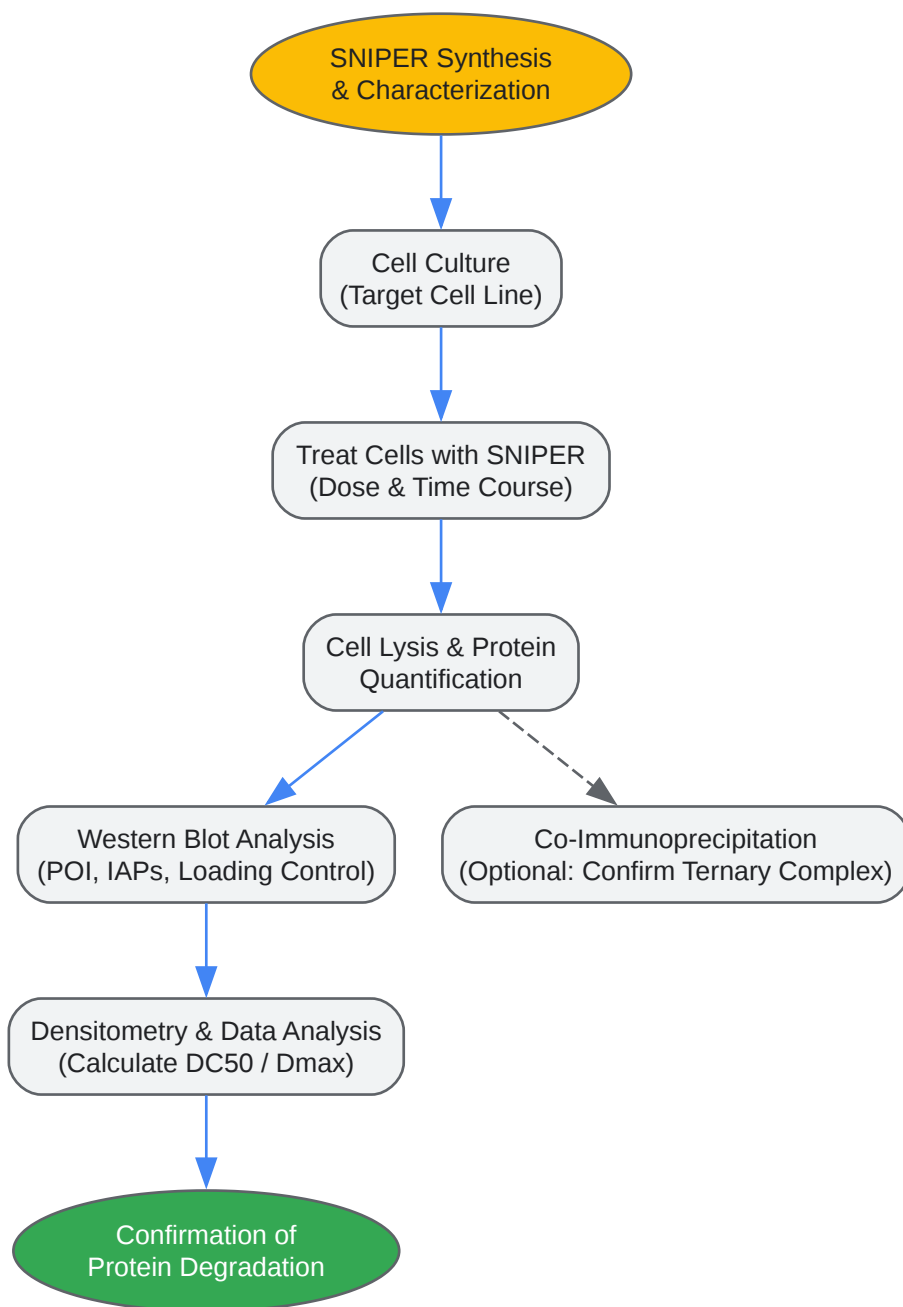 SNIPER Synthesis
& Characterization
Cell Culture
(Target Cell Line)
Treat Cells with SNIPER
(Dose & Time Course)
Cell Lysis & Protein
Quantification
Western Blot Analysis
(POI, IAPs, Loading Control)
Co-Immunoprecipitation
(Optional: Confirm Ternary Complex)
Densitometry & Data Analysis
(Calculate DC50 / Dmax)
Confirmation of
Protein Degradation